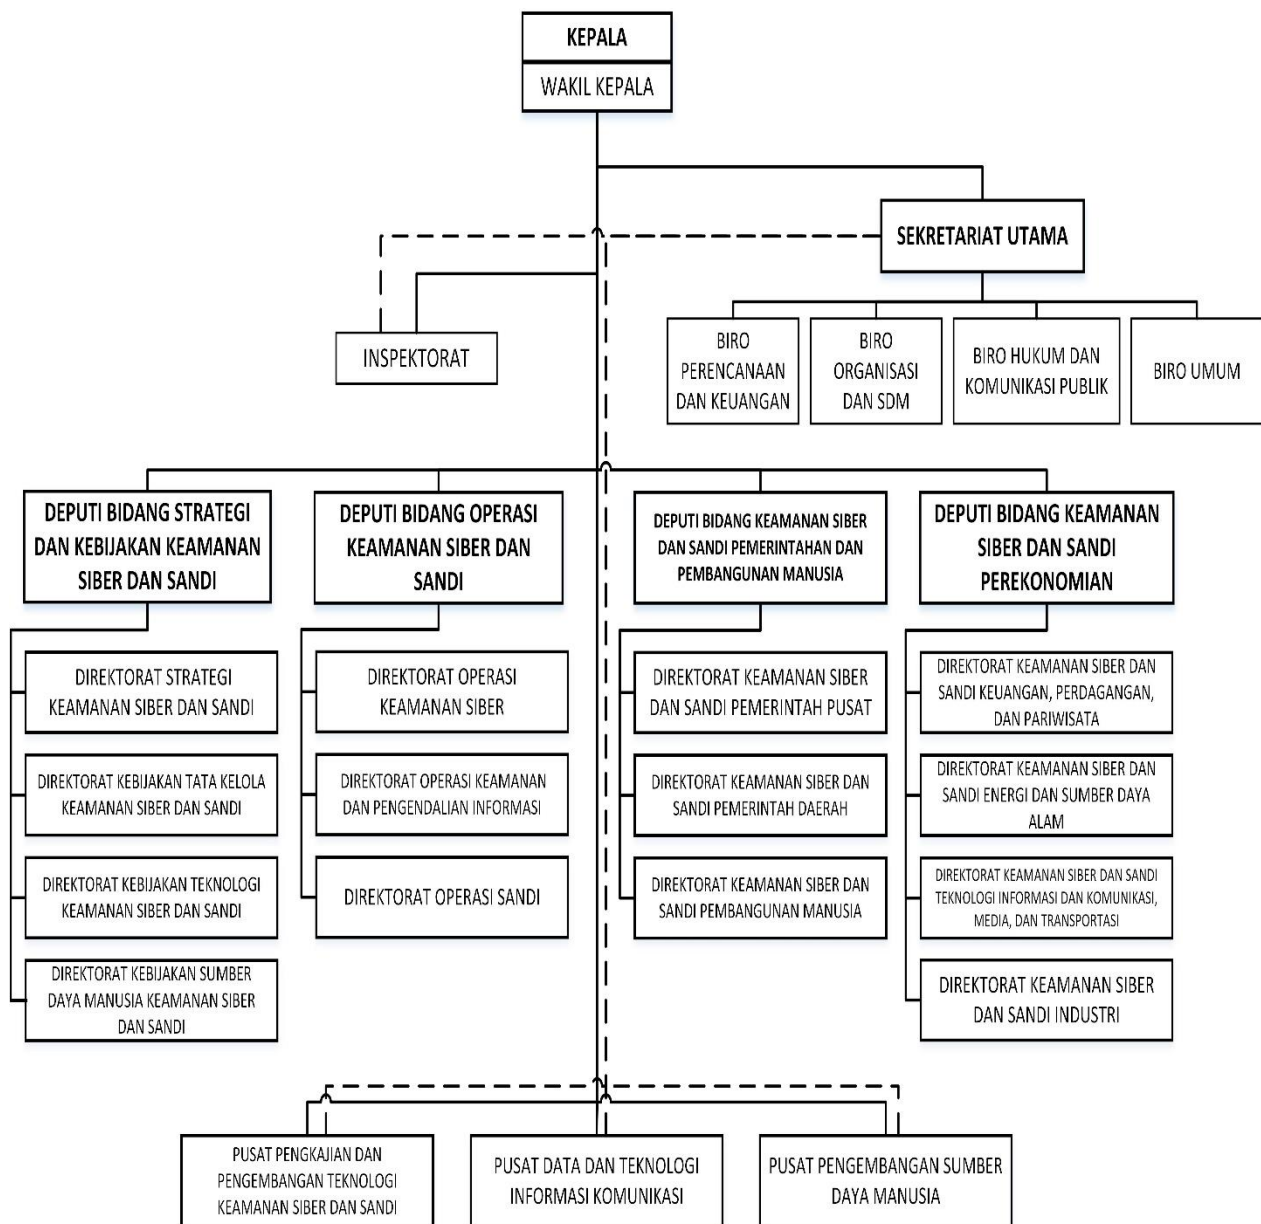 KEPALA
WAKIL KEPALA
SEKRETARIAT UTAMA
INSPEKTORAT
BIRO
PERENCANAAN
DAN KEUANGAN
BIRO
ORGANISASI
DAN SDM
BIRO HUKUM DAN
KOMUNIKASI PUBLIK
BIRO UMUM
DEPUTI BIDANG STRATEGI
DAN KEBIJAKAN KEAMANAN
SIBER DAN SANDI
DEPUTI BIDANG OPERASI
KEAMANAN SIBER DAN
SANDI
DEPUTI BIDANG KEAMANAN SIBER
DAN SANDI PEMERINTAHAN DAN
PEMBANGUNAN MANUSIA
DEPUTI BIDANG KEAMANAN
SIBER DAN SANDI
PEREKONOMIAN
DIREKTORAT STRATEGI
KEAMANAN SIBER DAN SANDI
DIREKTORAT KEBIJAKAN TATA KELOLA
KEAMANAN SIBER DAN SANDI
DIREKTORAT KEBIJAKAN TEKNOLOGI
KEAMANAN SIBER DAN SANDI
DIREKTORAT KEBIJAKAN SUMBER
DAYA MANUSIA KEAMANAN SIBER
DAN SANDI
DIREKTORAT OPERASI
KEAMANAN SIBER
DIREKTORAT OPERASI KEAMANAN
DAN PENGENDALIAN INFORMASI
DIREKTORAT OPERASI SANDI
DIREKTORAT KEAMANAN SIBER
DAN SANDI PEMERINTAH PUSAT
DIREKTORAT KEAMANAN SIBER DAN
SANDI PEMERINTAH DAERAH
DIREKTORAT KEAMANAN SIBER DAN
SANDI PEMBANGUNAN MANUSIA
DIREKTORAT KEAMANAN SIBER DAN
SANDI KEUANGAN, PERDAGANGAN,
DAN PARIWISATA
DIREKTORAT KEAMANAN SIBER DAN
SANDI ENERGI DAN SUMBER DAYA
ALAM
DIREKTORAT KEAMANAN SIBER DAN SANDI
TEKNOLOGI INFORMASI DAN KOMUNIKASI,
MEDIA, DAN TRANSPORTASI
DIREKTORAT KEAMANAN SIBER
DAN SANDI INDUSTRI
PUSAT PENGKAJIAN DAN
PENGEMBANGAN TEKNOLOGI
KEAMANAN SIBER DAN SANDI
PUSAT DATA DAN TEKNOLOGI
INFORMASI KOMUNIKASI
PUSAT PENGEMBANGAN SUMBER
DAYA MANUSIA